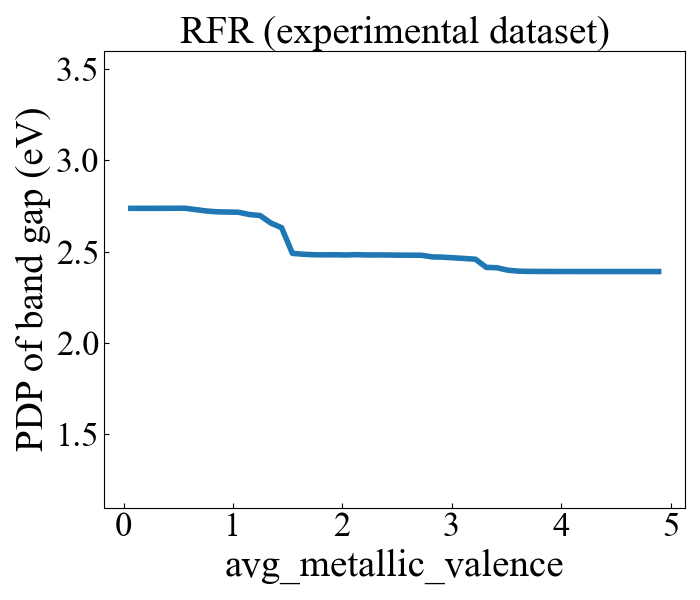 RFR (experimental dataset)
PDP of band gap (eV)
3.5
3.0
2.5
2.0
1.5
0 1 2 3 4 5
avg_metallic_valence